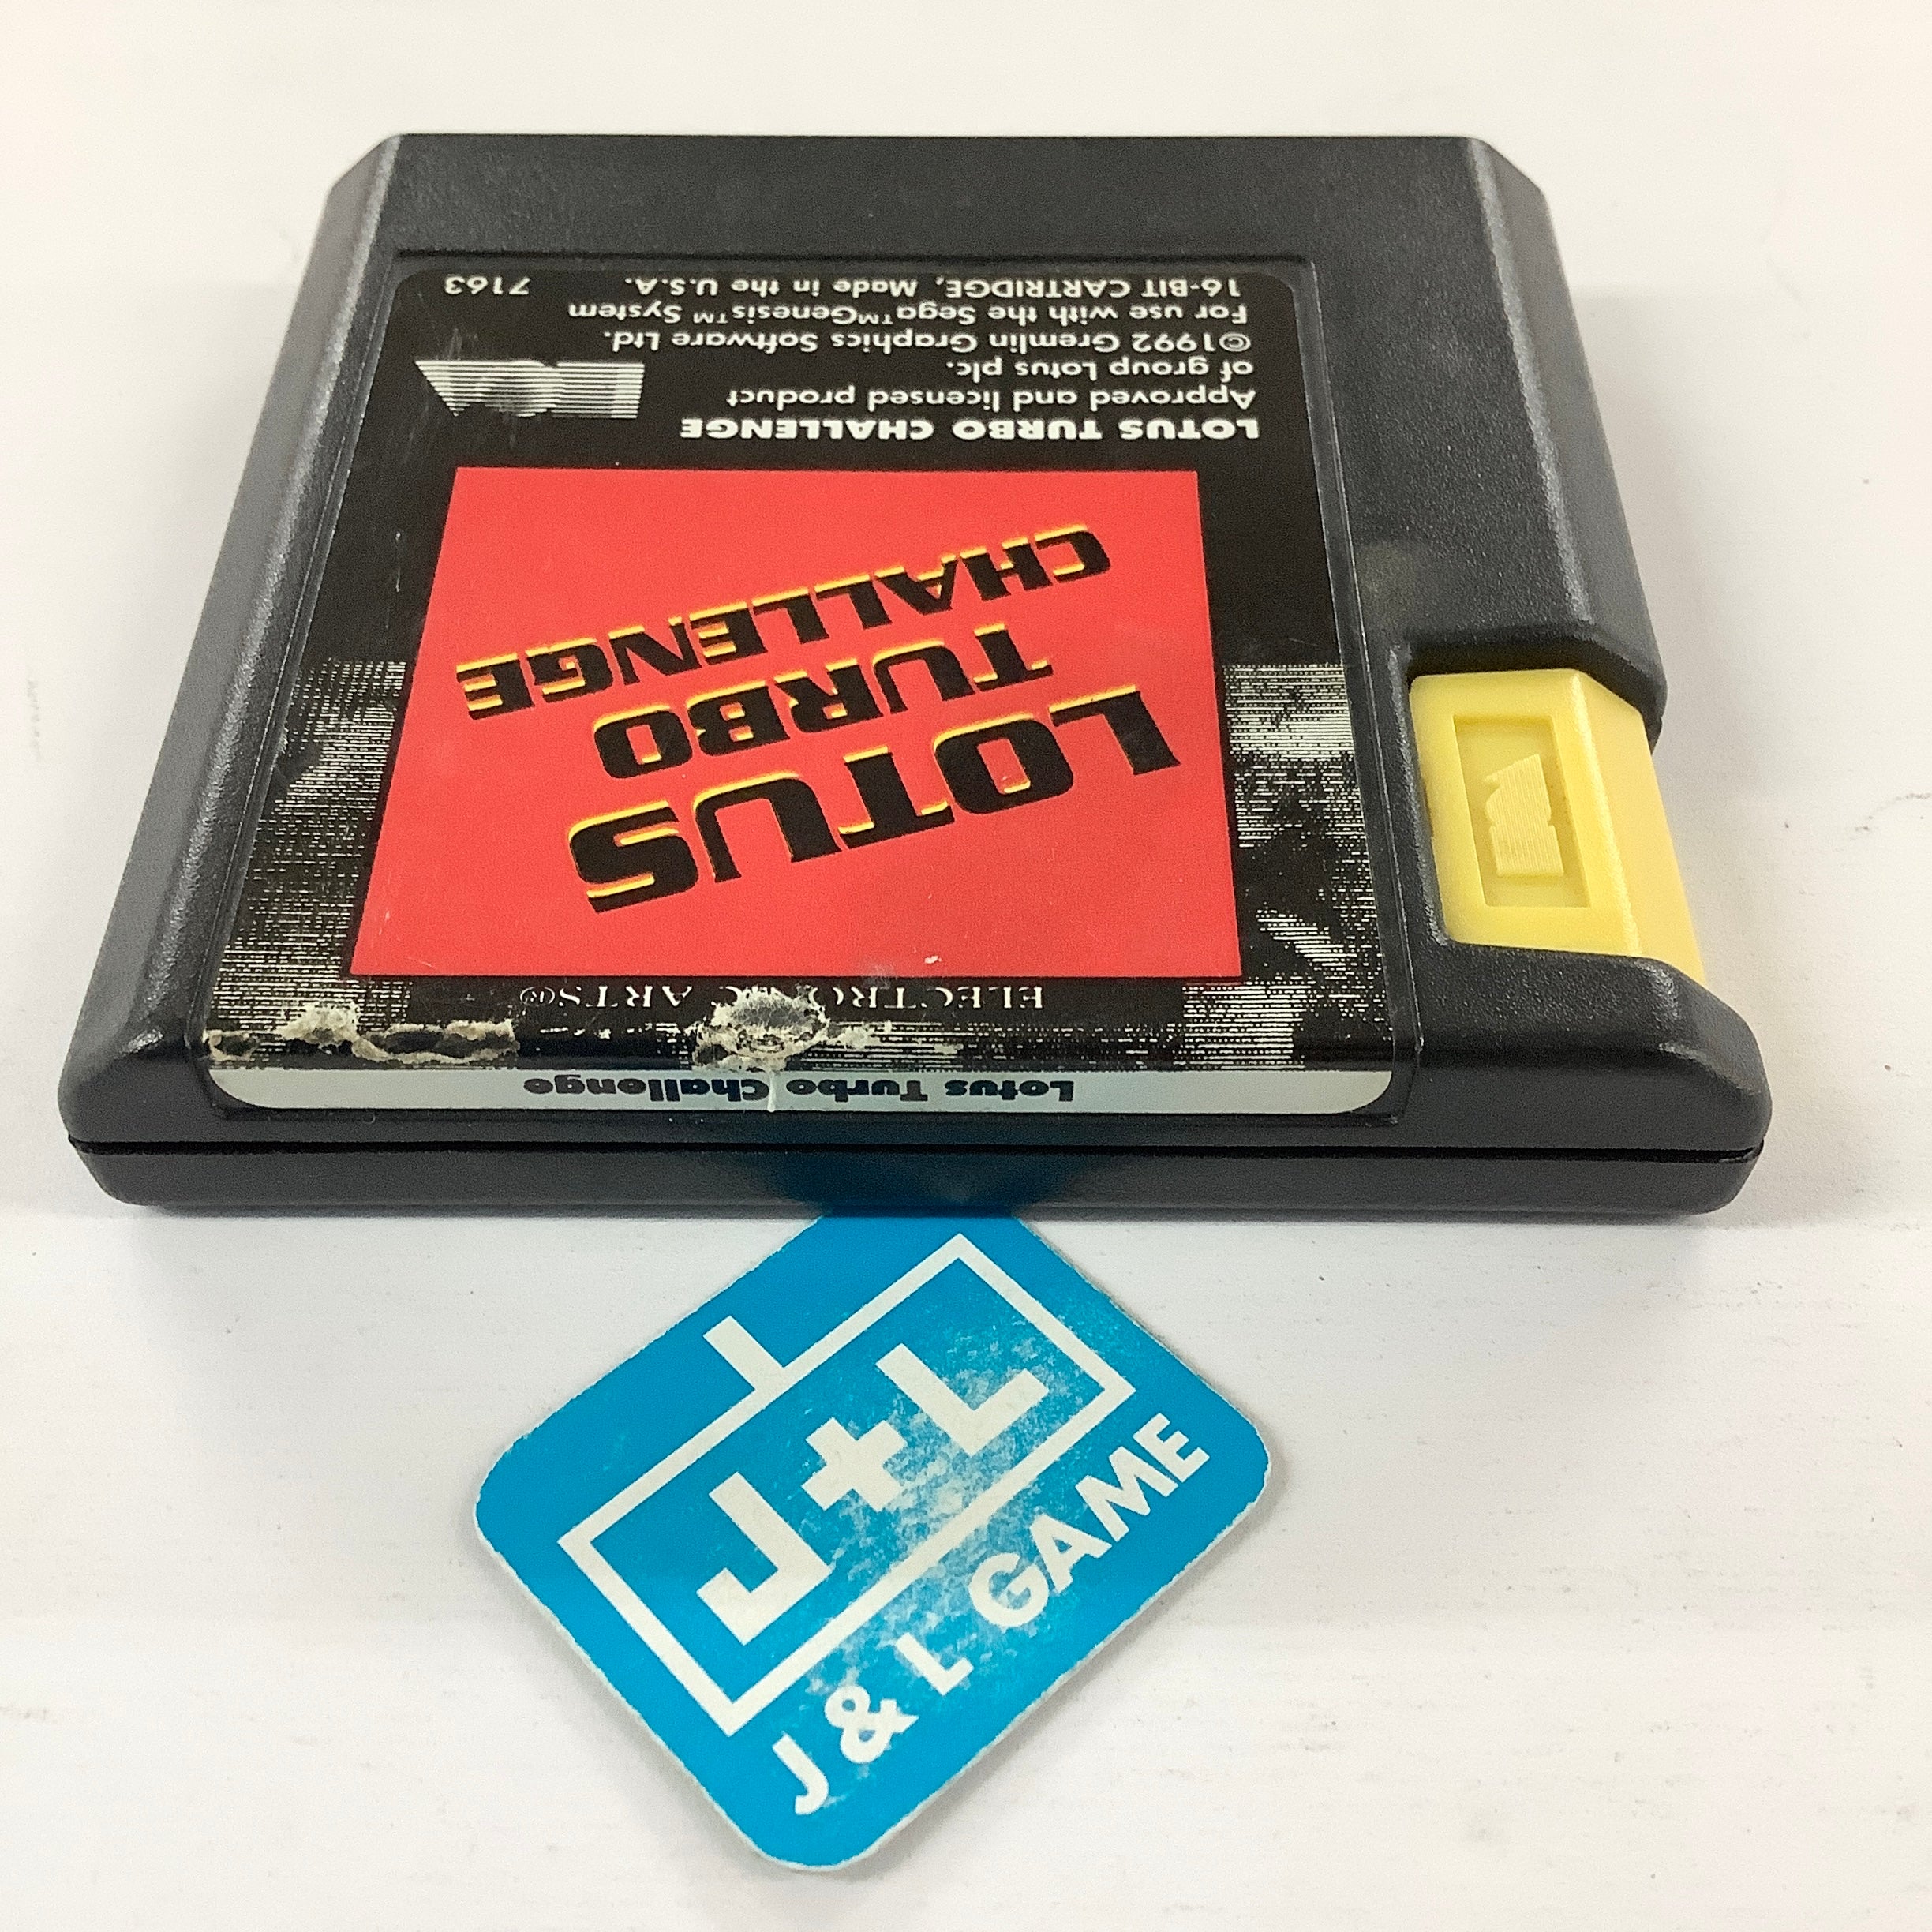 Lotus Turbo Challenge
ELECTRONIC ARTS®
LOTUS
TURBO
CHALLENGE
LOTUS TURBO CHALLENGE
Approved and licensed product
of group Lotus plc.
©1992 Gremlin Graphics Software Ltd.
For use with the Sega™Genesis™ System
16-BIT CARTRIDGE, Made in the U.S.A. 7163
EA
J+L
J & L GAME